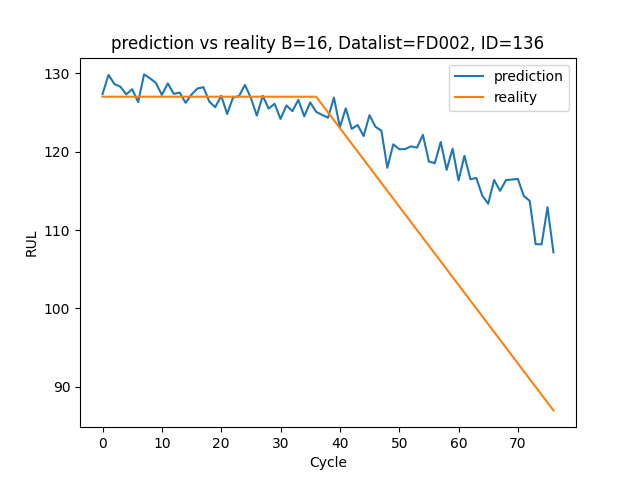 prediction vs reality B=16, Datalist=FD002, ID=136
prediction
reality
130
120
110
100
90
RUL
0 10 20 30 40 50 60 70
Cycle